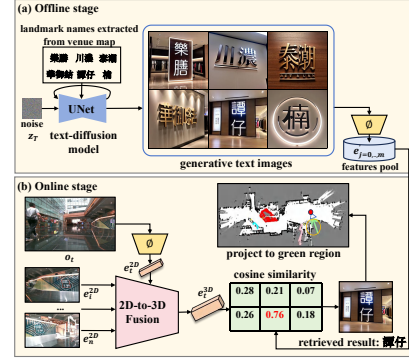 (a) Offline stage
landmark names extracted
from venue map
樂膳 川濃 泰潮
華御結 譚仔 楠
noise
z_T
UNet
text-diffusion
model
樂膳
川濃
泰潮
華御結
譚仔
楠
generative text images
Ø
e_{j=0,...m}
features pool
(b) Online stage
o_t
Ø
e_t^{2D}
e_i^{2D}
...
e_n^{2D}
2D-to-3D
Fusion
e_t^{3D}
project to green region
cosine similarity
0.28 0.21 0.07
0.26 0.76 0.18
譚仔
retrieved result: 譚仔